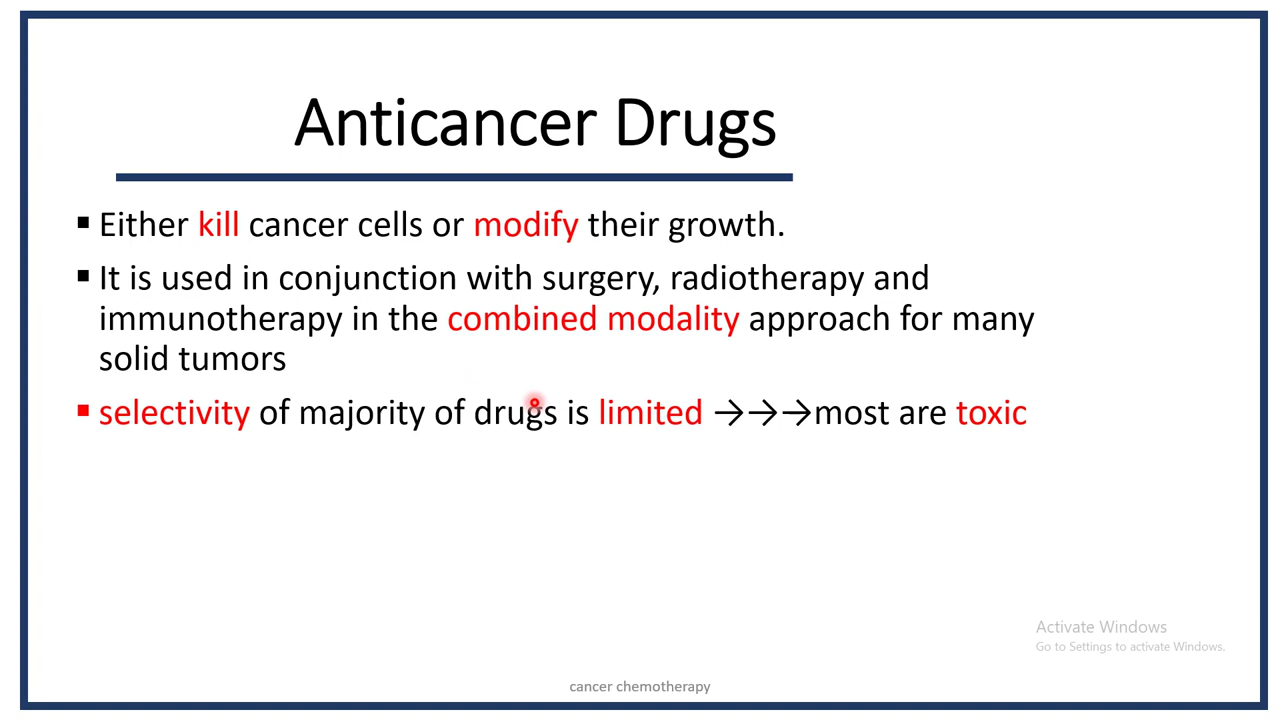 Anticancer Drugs
▪ Either kill cancer cells or modify their growth.
▪ It is used in conjunction with surgery, radiotherapy and
immunotherapy in the combined modality approach for many
solid tumors
▪ selectivity of majority of drugs is limited →→→most are toxic
Activate Windows
Go to Settings to activate Windows.
cancer chemotherapy